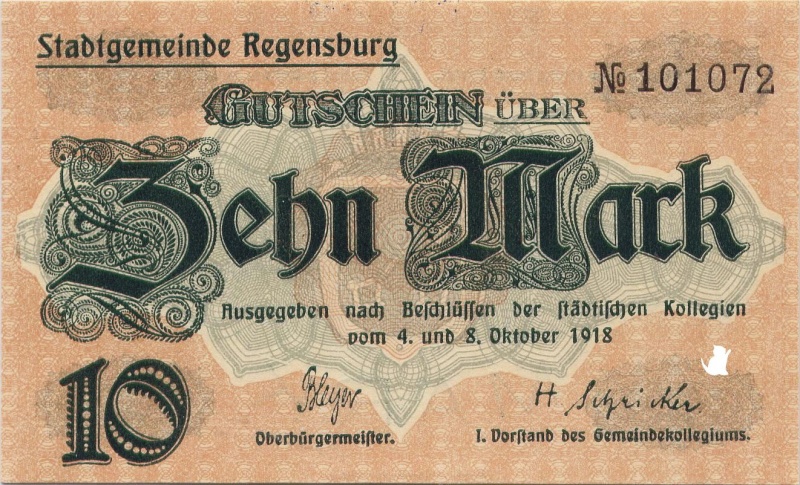 Stadtgemeinde Regensburg
№ 101072
GUTSCHEIN ÜBER
Zehn Mark
Ausgegeben nach Beschlüssen der städtischen Kollegien
vom 4. und 8. Oktober 1918
10
Oberbürgermeister.
H Schricker
I. Vorstand des Gemeindekollegiums.